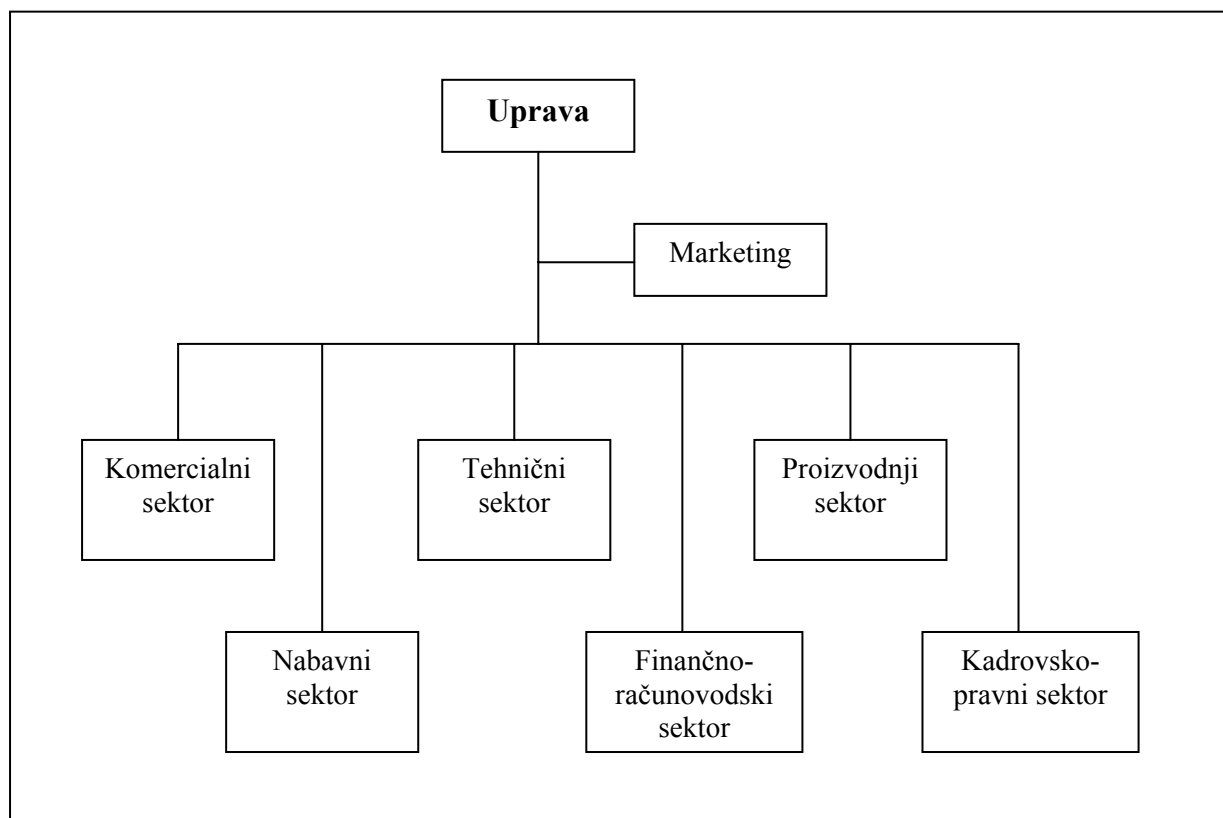 Uprava
Marketing
Komercialni
sektor
Tehnični
sektor
Proizvodnji
sektor
Nabavni
sektor
Finančno-
računovodski
sektor
Kadrovsko-
pravni sektor